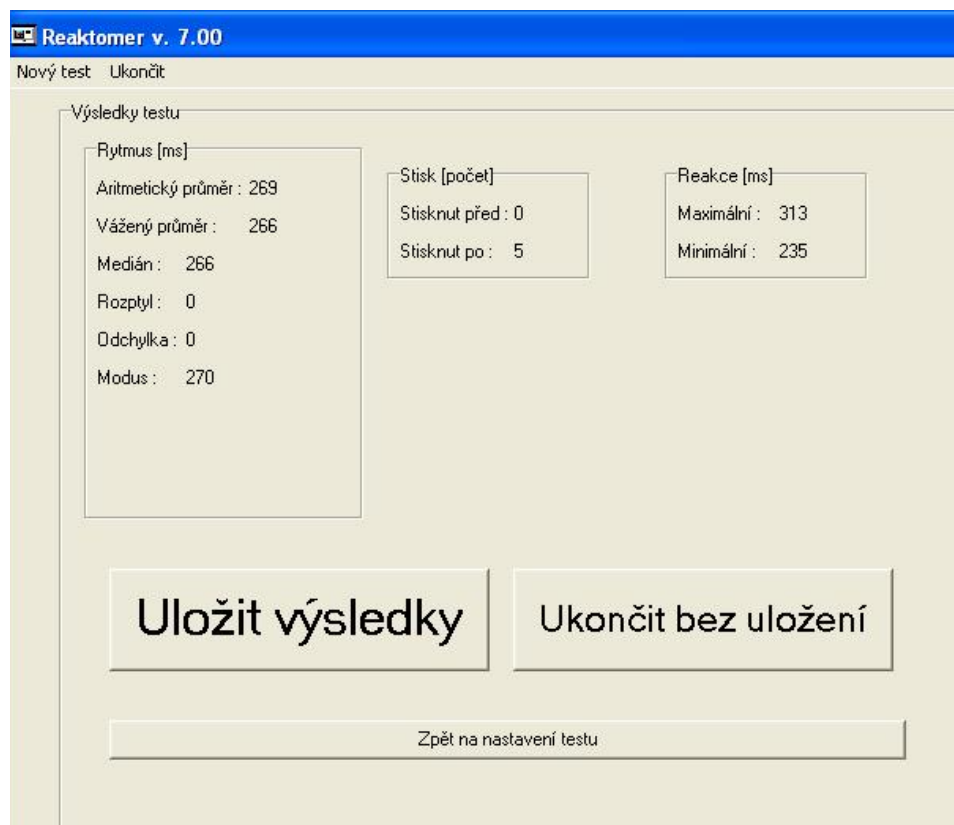 Reaktomer v. 7.00
Nový test Ukončit
Výsledky testu
Rytmus [ms]
Aritmetický průměr : 269
Vážený průměr : 266
Medián : 266
Rozptyl : 0
Odchylka : 0
Modus : 270
Stisk [počet]
Stisknut před : 0
Stisknut po : 5
Reakce [ms]
Maximální : 313
Minimální : 235
Uložit výsledky
Ukončit bez uložení
Zpět na nastavení testu